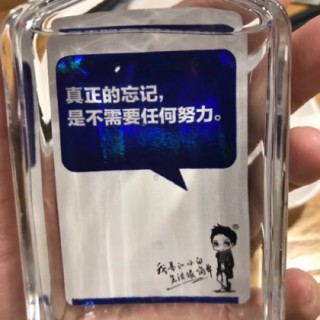 真正的忘记，
是不需要任何努力。
我是江小白
生活很简单